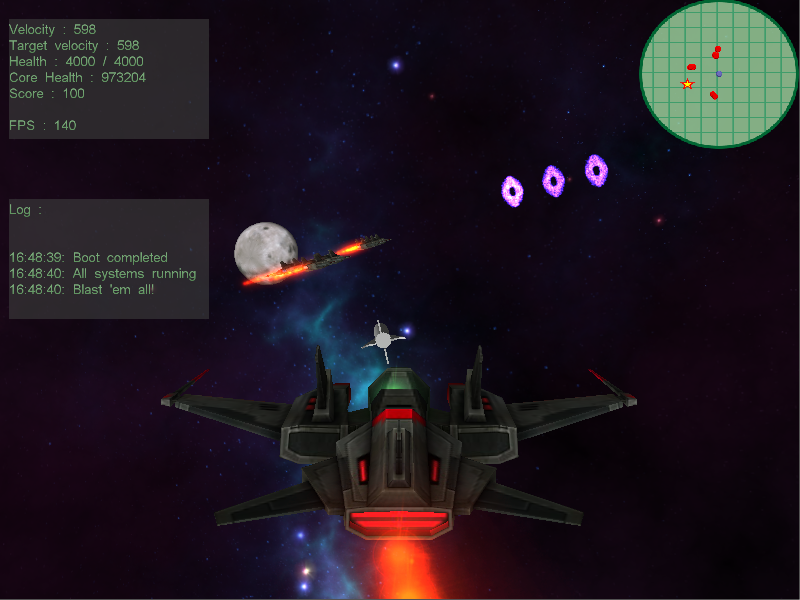 Velocity : 598
Target velocity : 598
Health : 4000 / 4000
Core Health : 973204
Score : 100
FPS : 140
Log :
16:48:39: Boot completed
16:48:40: All systems running
16:48:40: Blast 'em all!